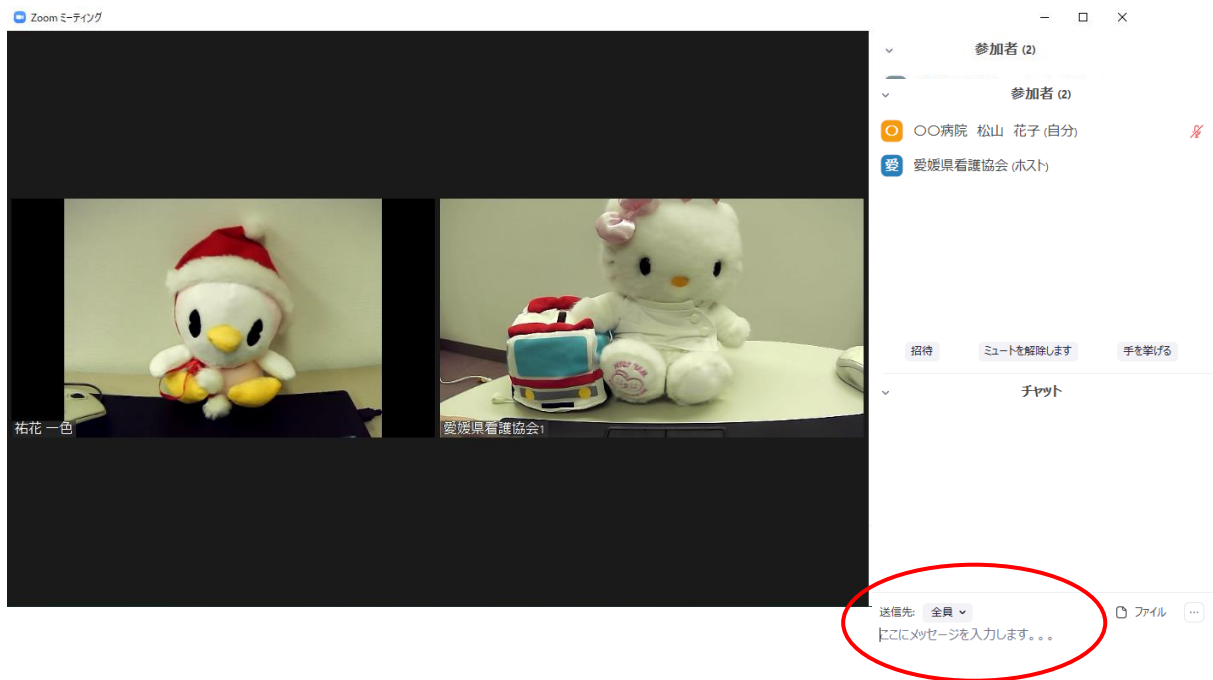 Zoom ミーティング
参加者 (2)
参加者 (2)
〇 〇〇病院 松山 花子 (自分)
愛 愛媛県看護協会 (ホスト)
祐花 一色
愛媛県看護協会1
招待 ミュートを解除します 手を挙げる
チャット
送信先: 全員 ファイル ...
ここにメッセージを入力します。。。